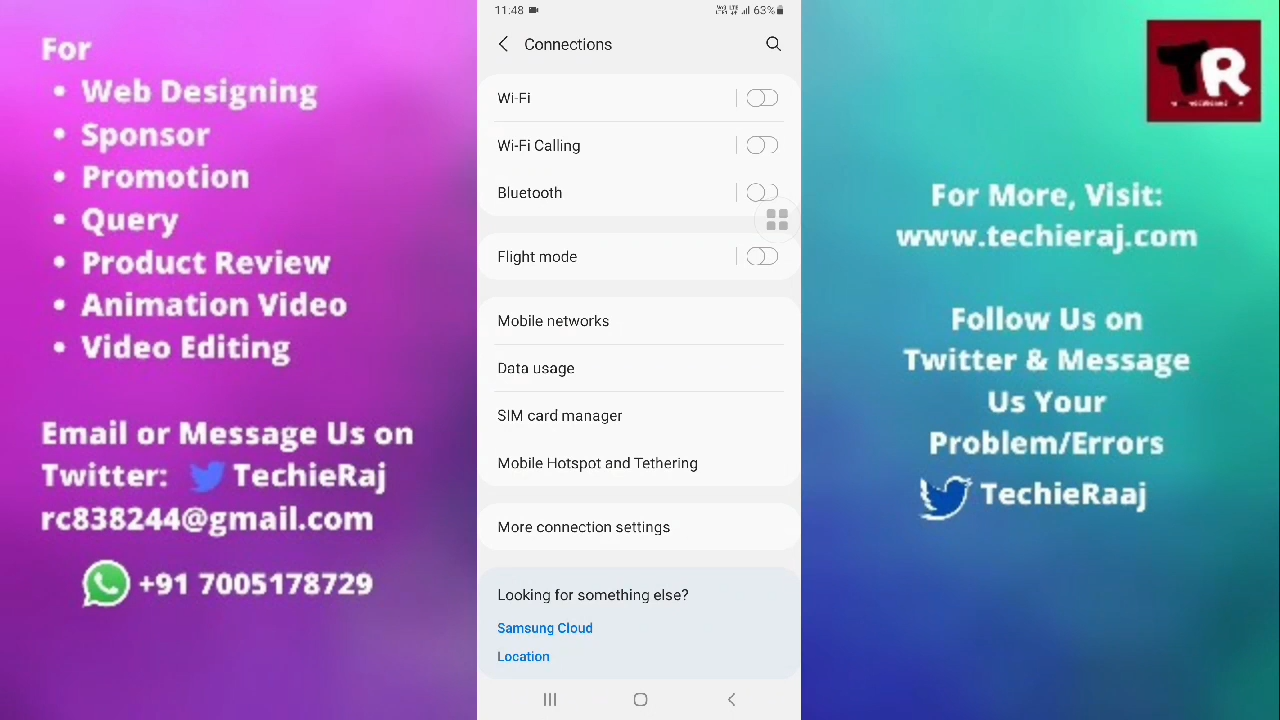 For
• Web Designing
• Sponsor
• Promotion
• Query
• Product Review
• Animation Video
• Video Editing
Email or Message Us on
Twitter: TechieRaj
rc838244@gmail.com
+91 7005178729
11:48
63%
Connections
Wi-Fi
Wi-Fi Calling
Bluetooth
Flight mode
Mobile networks
Data usage
SIM card manager
Mobile Hotspot and Tethering
More connection settings
Looking for something else?
Samsung Cloud
Location
TR
For More, Visit:
www.techieraj.com
Follow Us on
Twitter & Message
Us Your
Problem/Errors
TechieRaaj